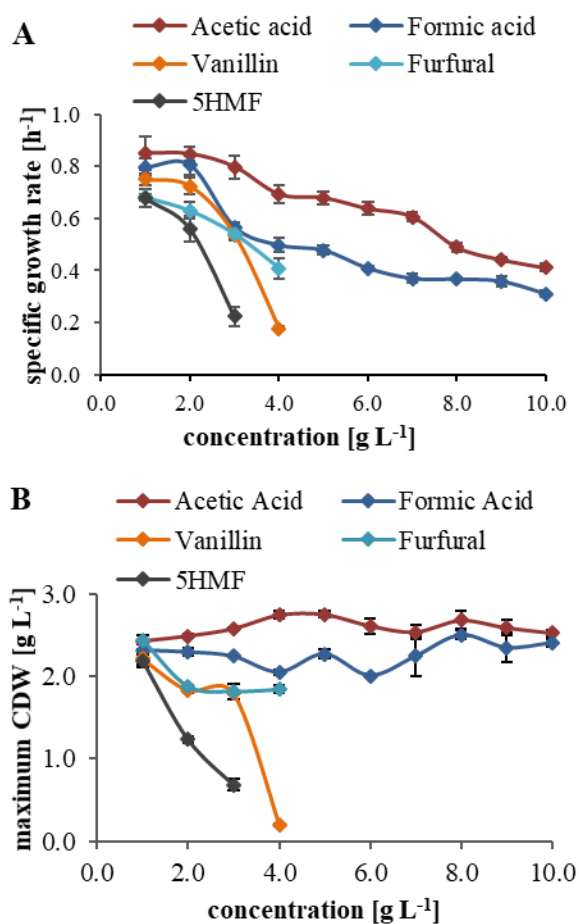 A
Acetic acid Formic acid
Vanillin Furfural
5HMF
specific growth rate [h⁻¹]
1.0
0.8
0.6
0.4
0.2
0.0
0.0 2.0 4.0 6.0 8.0 10.0
concentration [g L⁻¹]
B
Acetic Acid Formic Acid
Vanillin Furfural
5HMF
maximum CDW [g L⁻¹]
3.0
2.0
1.0
0.0
0.0 2.0 4.0 6.0 8.0 10.0
concentration [g L⁻¹]